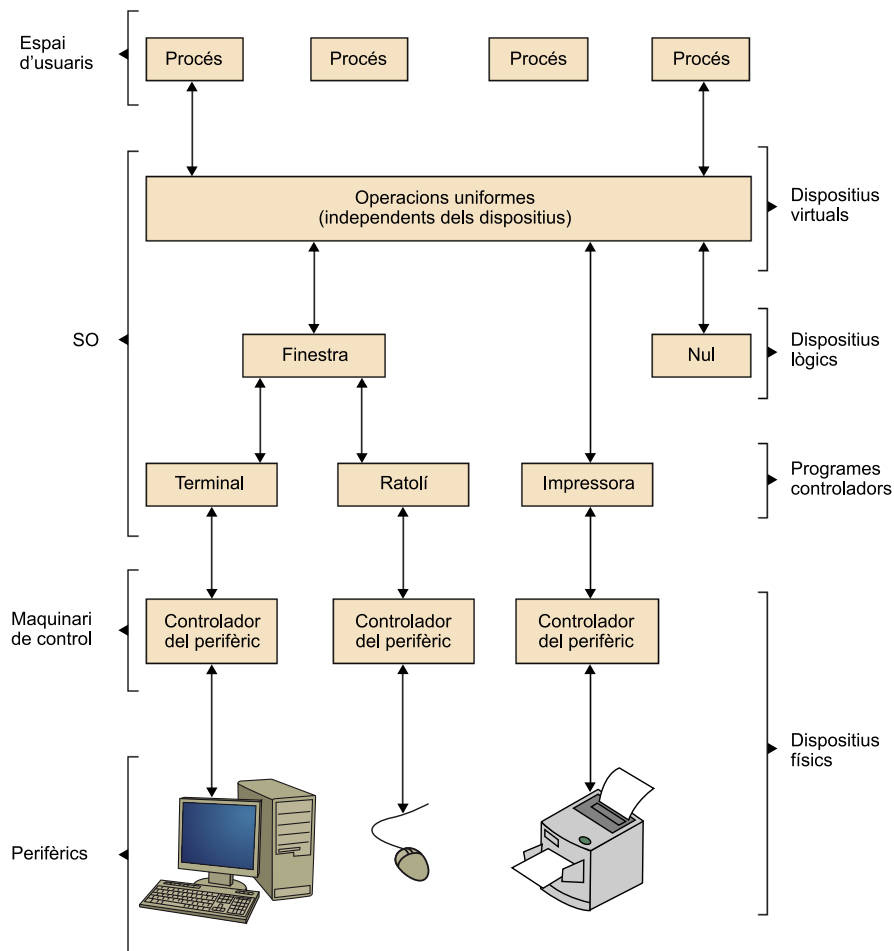 Espai
d’usuaris
Procés
Procés
Procés
Procés
Operacions uniformes
(independents dels dispositius)
Dispositius
virtuals
SO
Finestra
Nul
Dispositius
lògics
Terminal
Ratolí
Impressora
Programes
controladors
Maquinari
de control
Controlador
del perifèric
Controlador
del perifèric
Controlador
del perifèric
Dispositius
físics
Perifèrics